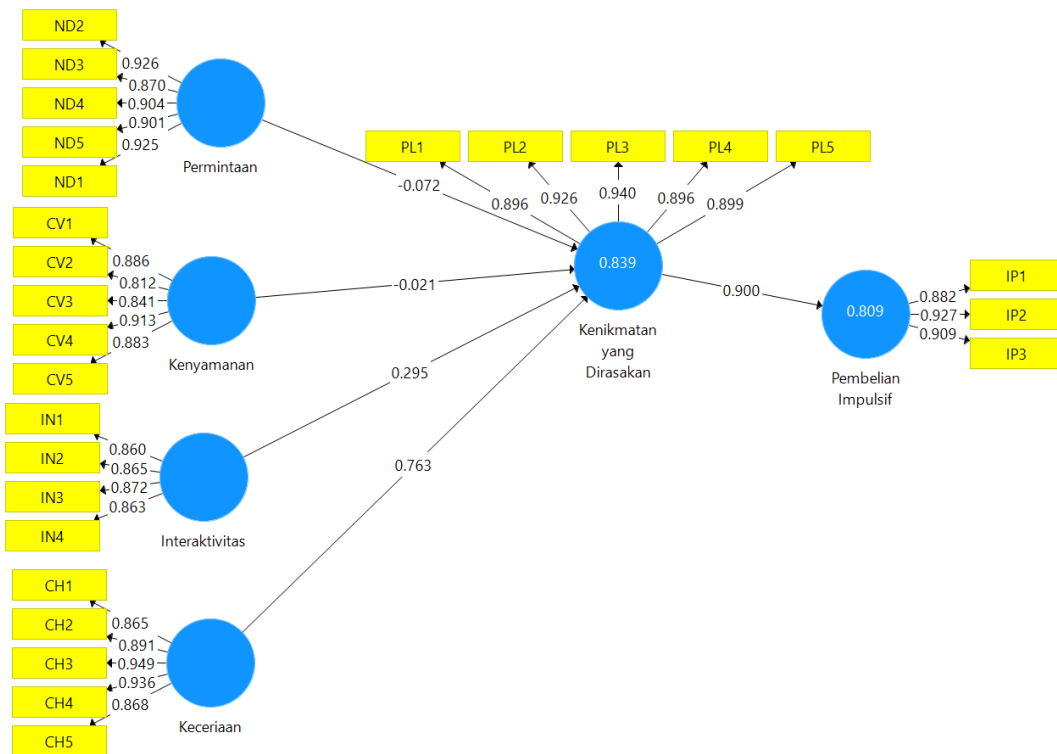 ND2
ND3
ND4
ND5
ND1
0.926
0.870
0.904
0.901
0.925
Permintaan
CV1
CV2
CV3
CV4
CV5
0.886
0.812
0.841
0.913
0.883
Kenyamanan
IN1
IN2
IN3
IN4
0.860
0.865
0.872
0.863
Interaktivitas
CH1
CH2
CH3
CH4
CH5
0.865
0.891
0.949
0.936
0.868
Keceriaan
-0.072
-0.021
0.295
0.763
PL1
PL2
PL3
PL4
PL5
0.896
0.926
0.940
0.896
0.899
0.839
Kenikmatan
yang
Dirasakan
0.900
0.809
Pembelian
Impulsif
0.882
0.927
0.909
IP1
IP2
IP3